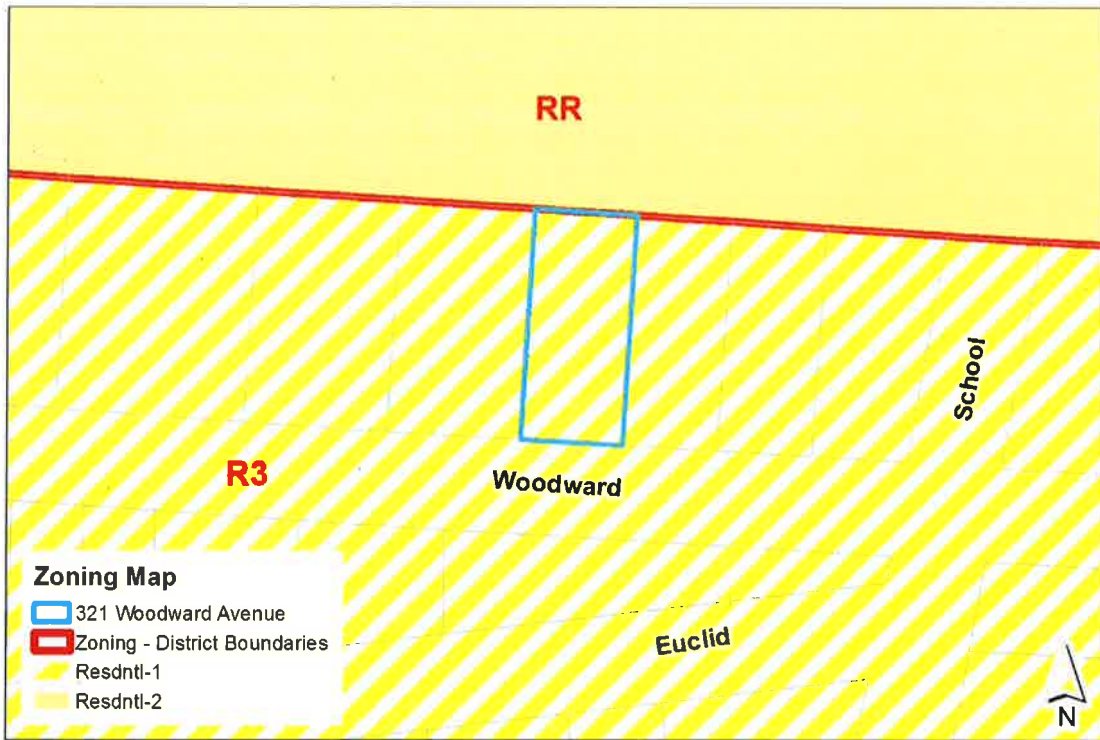 RR
School
R3
Woodward
Zoning Map
321 Woodward Avenue
Zoning - District Boundaries
Resdntl-1
Resdntl-2
Euclid
N